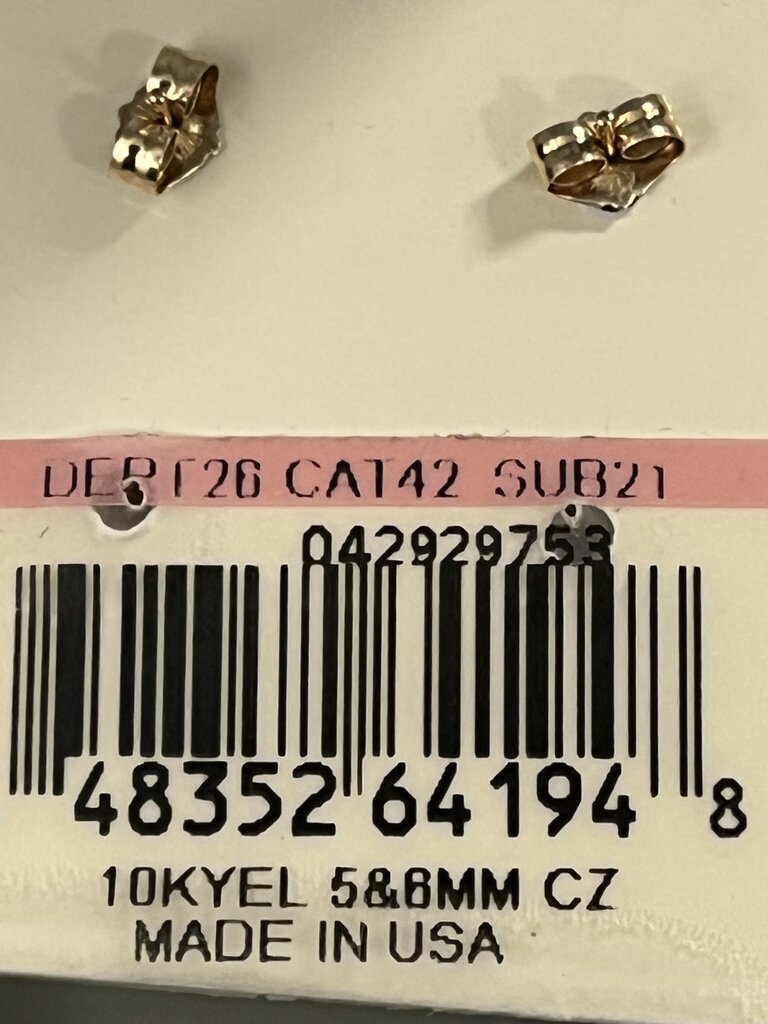 DEPT26 CAT42 SUB21
042929753
48352 64194 8
10KYEL 5&6MM CZ
MADE IN USA